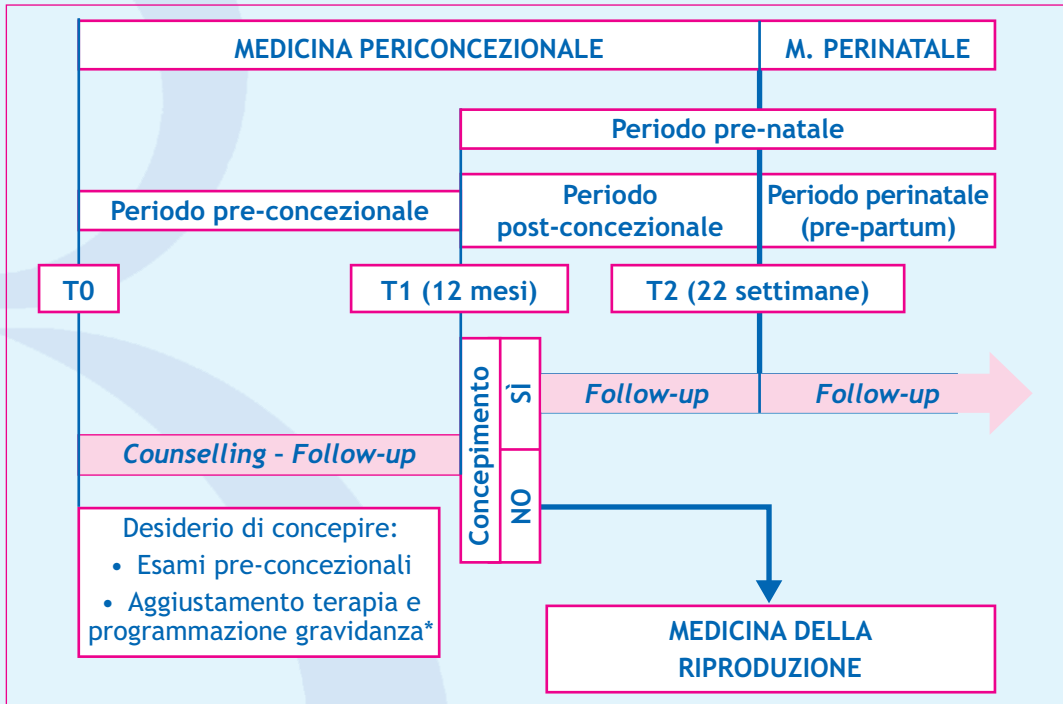 MEDICINA PERICONCEZIONALE
M. PERINATALE
Periodo pre-natale
Periodo pre-concezionale
Periodo
post-concezionale
Periodo perinatale
(pre-partum)
T0
T1 (12 mesi)
T2 (22 settimane)
Concepimento
SÌ
NO
Follow-up
Follow-up
Counselling - Follow-up
Desiderio di concepire:
• Esami pre-concezionali
• Aggiustamento terapia e
programmazione gravidanza*
MEDICINA DELLA
RIPRODUZIONE